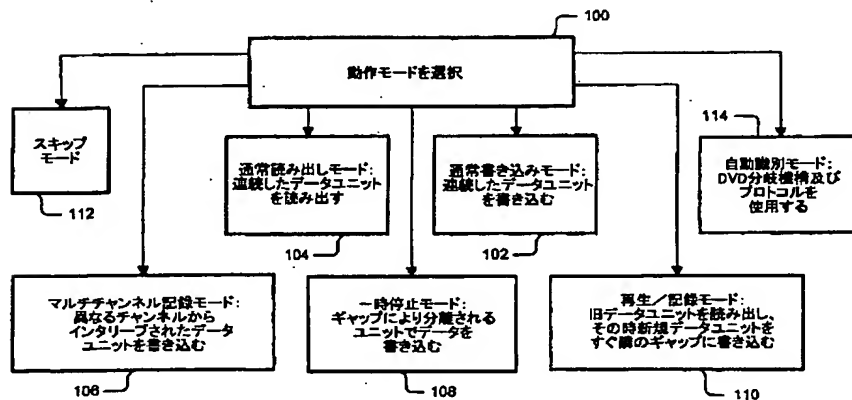 100
動作モードを選択
スキップ
モード
112
通常読み出しモード:
連続したデータユニット
を読み出す
104
通常書き込みモード:
連続したデータユニット
を書き込む
102
114
自動識別モード:
DVD分岐機構及び
プロトコルを
使用する
マルチチャンネル記録モード:
異なるチャンネルから
インタリーブされたデータ
ユニットを書き込む
106
一時停止モード:
ギャップにより分離される
ユニットでデータを
書き込む
108
再生/記録モード:
旧データユニットを読み出し、
その時新規データユニットを
すぐ隣のギャップに書き込む
110